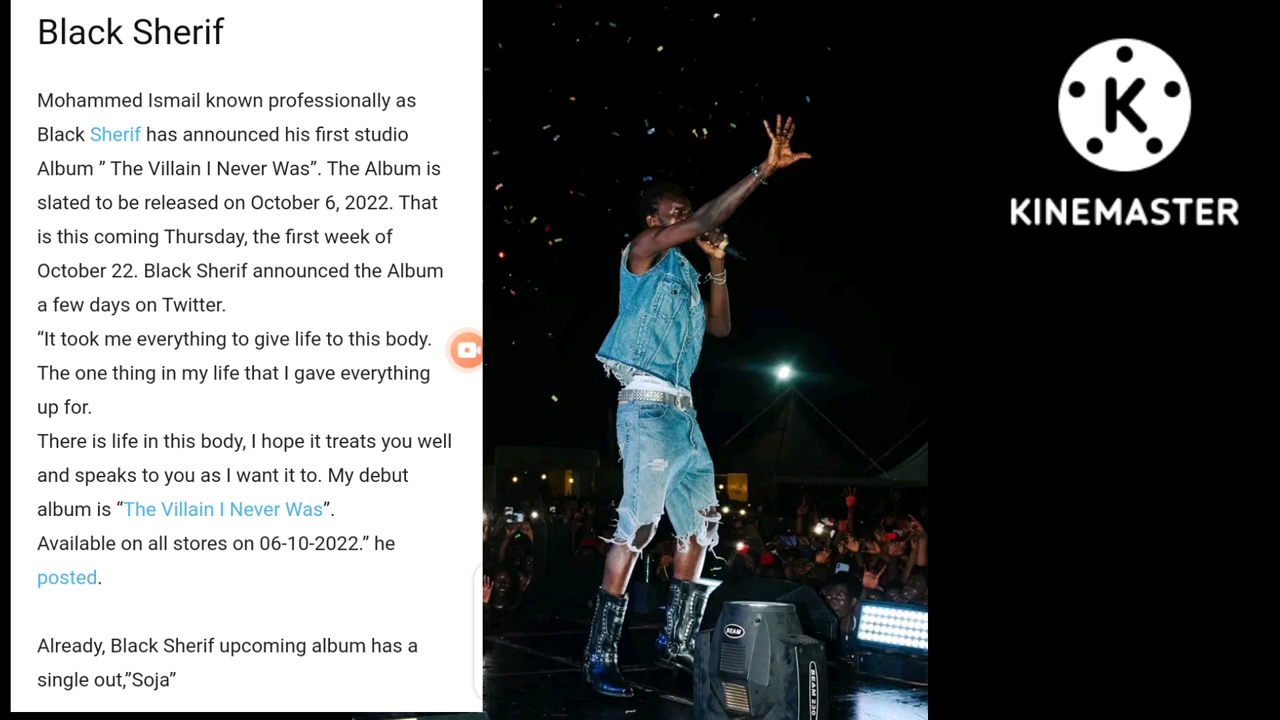 Black Sherif
Mohammed Ismail known professionally as
Black Sherif has announced his first studio
Album ” The Villain I Never Was”. The Album is
slated to be released on October 6, 2022. That
is this coming Thursday, the first week of
October 22. Black Sherif announced the Album
a few days on Twitter.
“It took me everything to give life to this body.
The one thing in my life that I gave everything
up for.
There is life in this body, I hope it treats you well
and speaks to you as I want it to. My debut
album is “The Villain I Never Was”.
Available on all stores on 06-10-2022.” he
posted.
Already, Black Sherif upcoming album has a
single out,”Soja”
K
KINEMASTER
BEAM
BEAM 230